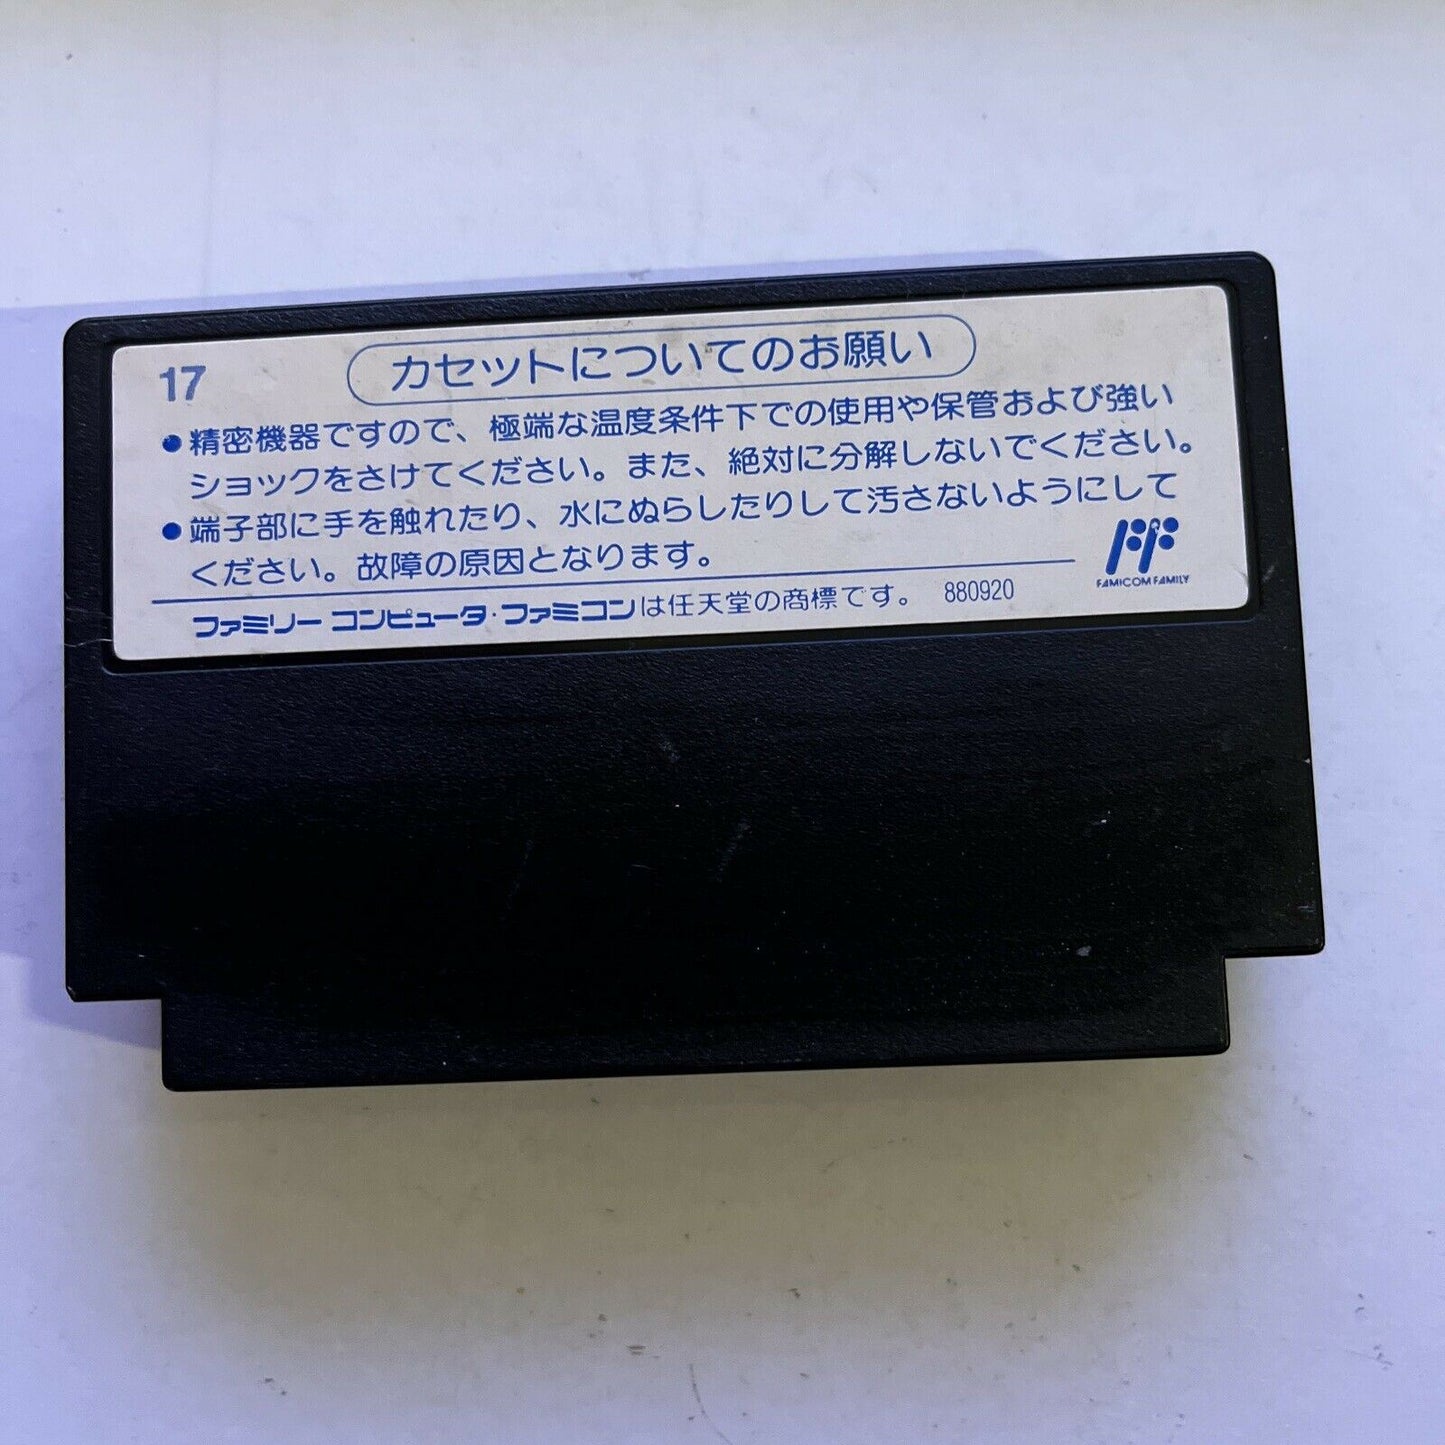 17
カセットについてのお願い
●精密機器ですので、極端な温度条件下での使用や保管および強い
ショックをさけてください。また、絶対に分解しないでください。
●端子部に手を触れたり、水にぬらしたりして汚さないようにして
ください。故障の原因となります。
FAMICOM FAMILY
ファミリーコンピュータ・ファミコンは任天堂の商標です。 880920